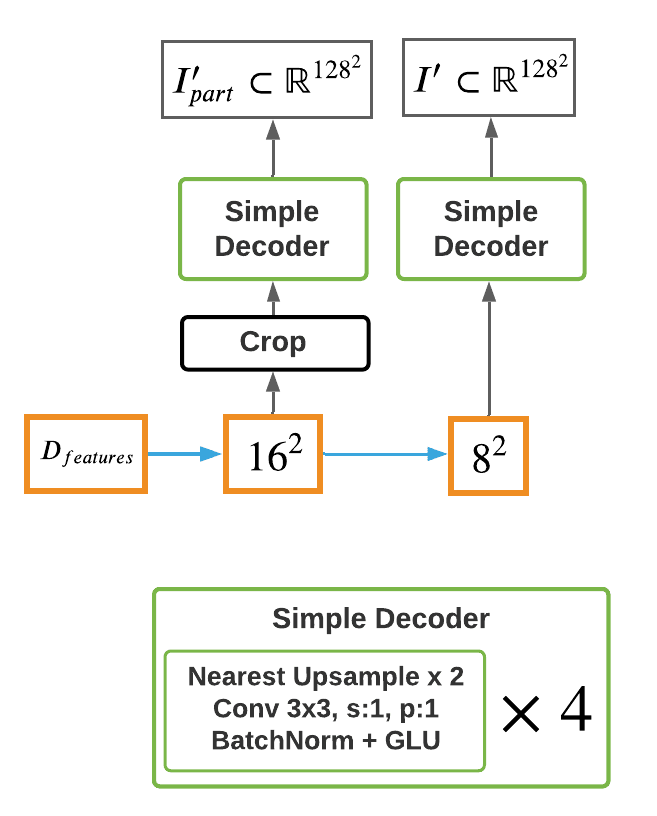 I′part ⊂ ℝ128²
I′ ⊂ ℝ128²
Simple
Decoder
Simple
Decoder
Crop
Dfeatures
16²
8²
Simple Decoder
Nearest Upsample x 2
Conv 3x3, s:1, p:1
BatchNorm + GLU
× 4